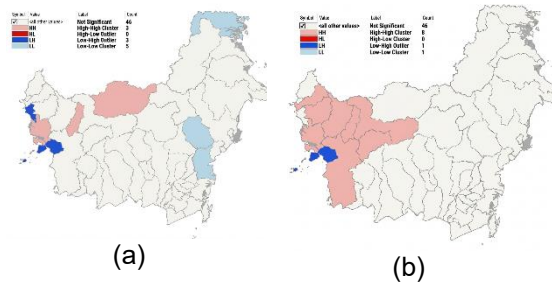 Symbol Value Label Count
<all other values> Not Significant 46
HH High-High Cluster 3
HL High-Low Outlier 0
LH Low-High Outlier 3
LL Low-Low Cluster 5
(a)
Symbol Value Label Count
<all other values> Not Significant 46
HH High-High Cluster 8
HL High-Low Cluster 0
LH Low-High Outlier 1
LL Low-Low Cluster 1
(b)